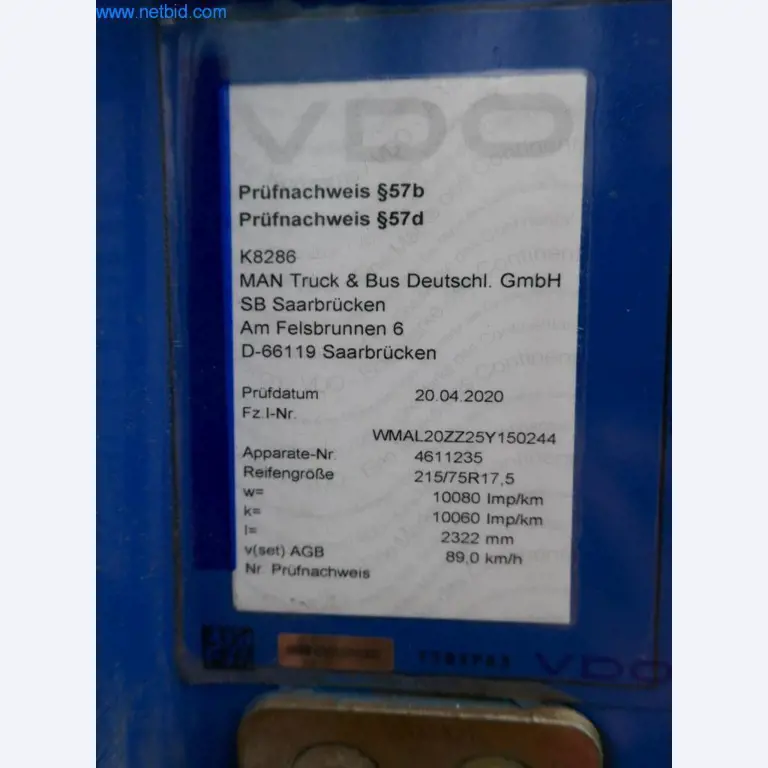 www.netbid.com
VDO
Prüfnachweis §57b
Prüfnachweis §57d
K8286
MAN Truck & Bus Deutschl. GmbH
SB Saarbrücken
Am Felsbrunnen 6
D-66119 Saarbrücken
Prüfdatum 20.04.2020
Fz.I-Nr.
WMAL20ZZ25Y150244
Apparate-Nr. 4611235
Reifengröße 215/75R17,5
w= 10080 Imp/km
k= 10060 Imp/km
l= 2322 mm
v(set) AGB 89,0 km/h
Nr. Prüfnachweis
VDO